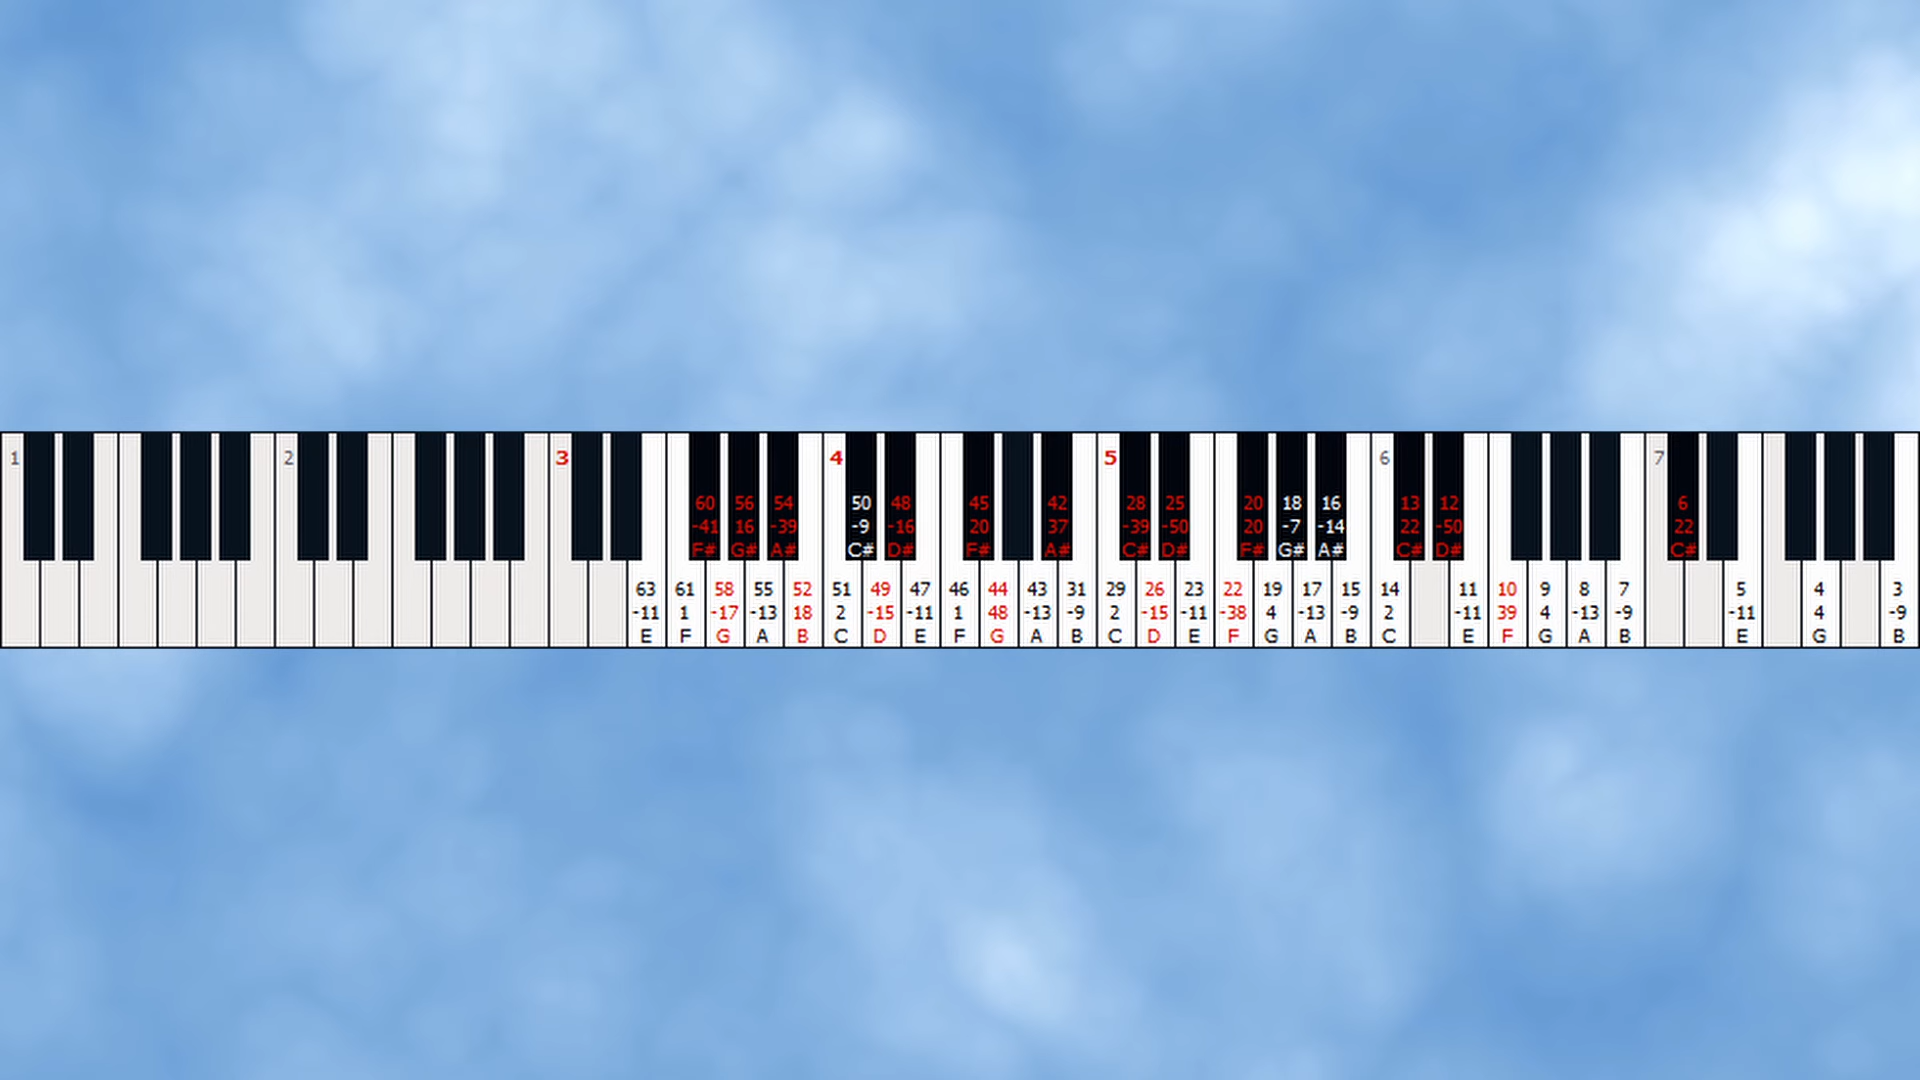 1 2 3 4 5 6 7
60 56 54 50 48 45 42 28 25 20 18 16 13 12 6
-41 16 -39 -9 -16 20 37 -39 -50 20 -7 -14 22 -50 22
F# G# A# C# D# F# A# C# D# F# G# A# C# D# C#
63 61 58 55 52 51 49 47 46 44 43 31 29 26 23 22 19 17 15 14 11 10 9 8 7 5 4 3
-11 1 -17 -13 18 2 -15 -11 1 48 -13 -9 2 -15 -11 -38 4 -13 -9 2 -11 39 4 -13 -9 -11 4 -9
E F G A B C D E F G A B C D E F G A B C E F G A B E G B